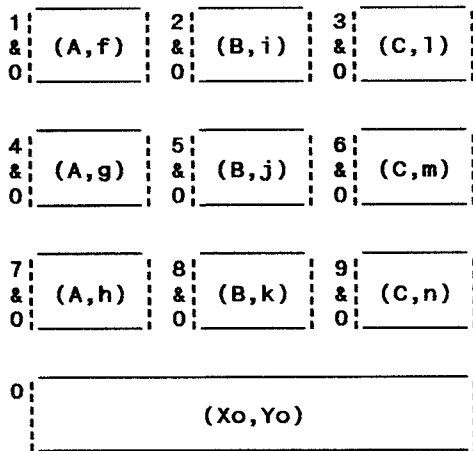 1 2 3
& (A,f) & (B,i) & (C,l)
0 0 0
4 5 6
& (A,g) & (B,j) & (C,m)
0 0 0
7 8 9
& (A,h) & (B,k) & (C,n)
0 0 0
0
(Xo,Yo)